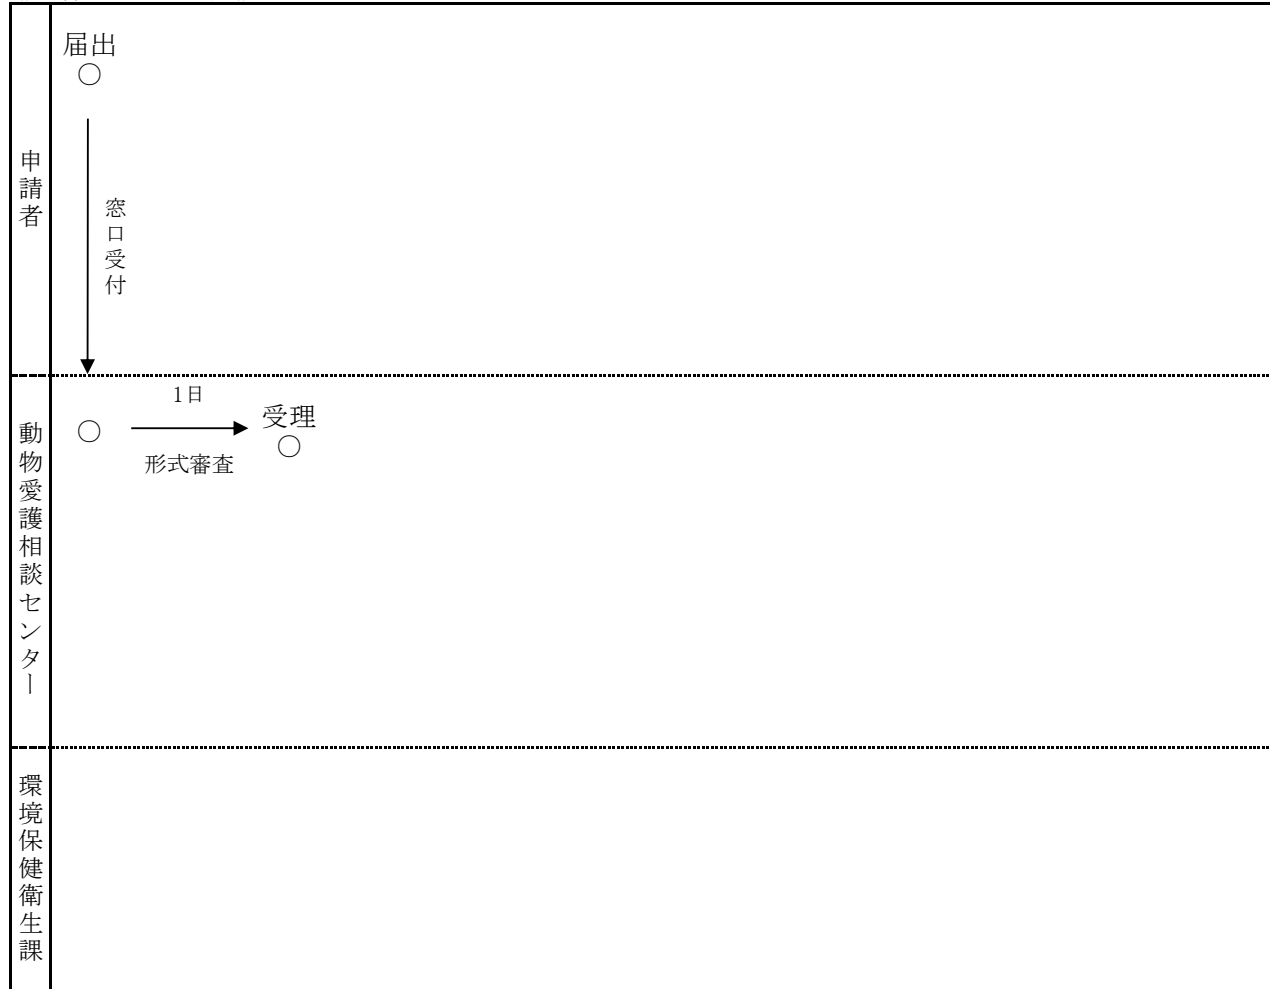 申請者
届出
○
窓口受付
動物愛護相談センター
○
1日
形式審査
受理
○
環境保健衛生課